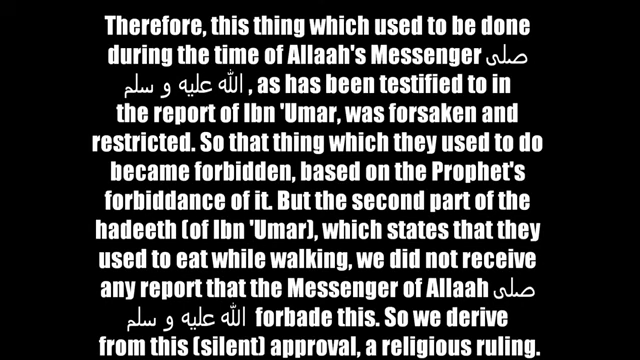 Therefore, this thing which used to be done
during the time of Allaah's Messenger صلى
الله عليه و سلم , as has been testified to in
the report of Ibn 'Umar, was forsaken and
restricted. So that thing which they used to do
became forbidden, based on the Prophet's
forbiddance of it. But the second part of the
hadeeth (of Ibn 'Umar), which states that they
used to eat while walking, we did not receive
any report that the Messenger of Allaah صلى
الله عليه و سلم forbade this. So we derive
from this (silent) approval, a religious ruling.